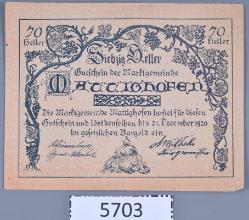 70
Heller
70
Heller
Siebzig Heller
Gutschein der Marktgemeinde
MATTIGHOFEN
Die Marktgemeinde Mattighofen haftet für diesen
Gutschein und löst denselben bis 31. Dezember 1920
im gesetzlichen Bargeld ein.
5703